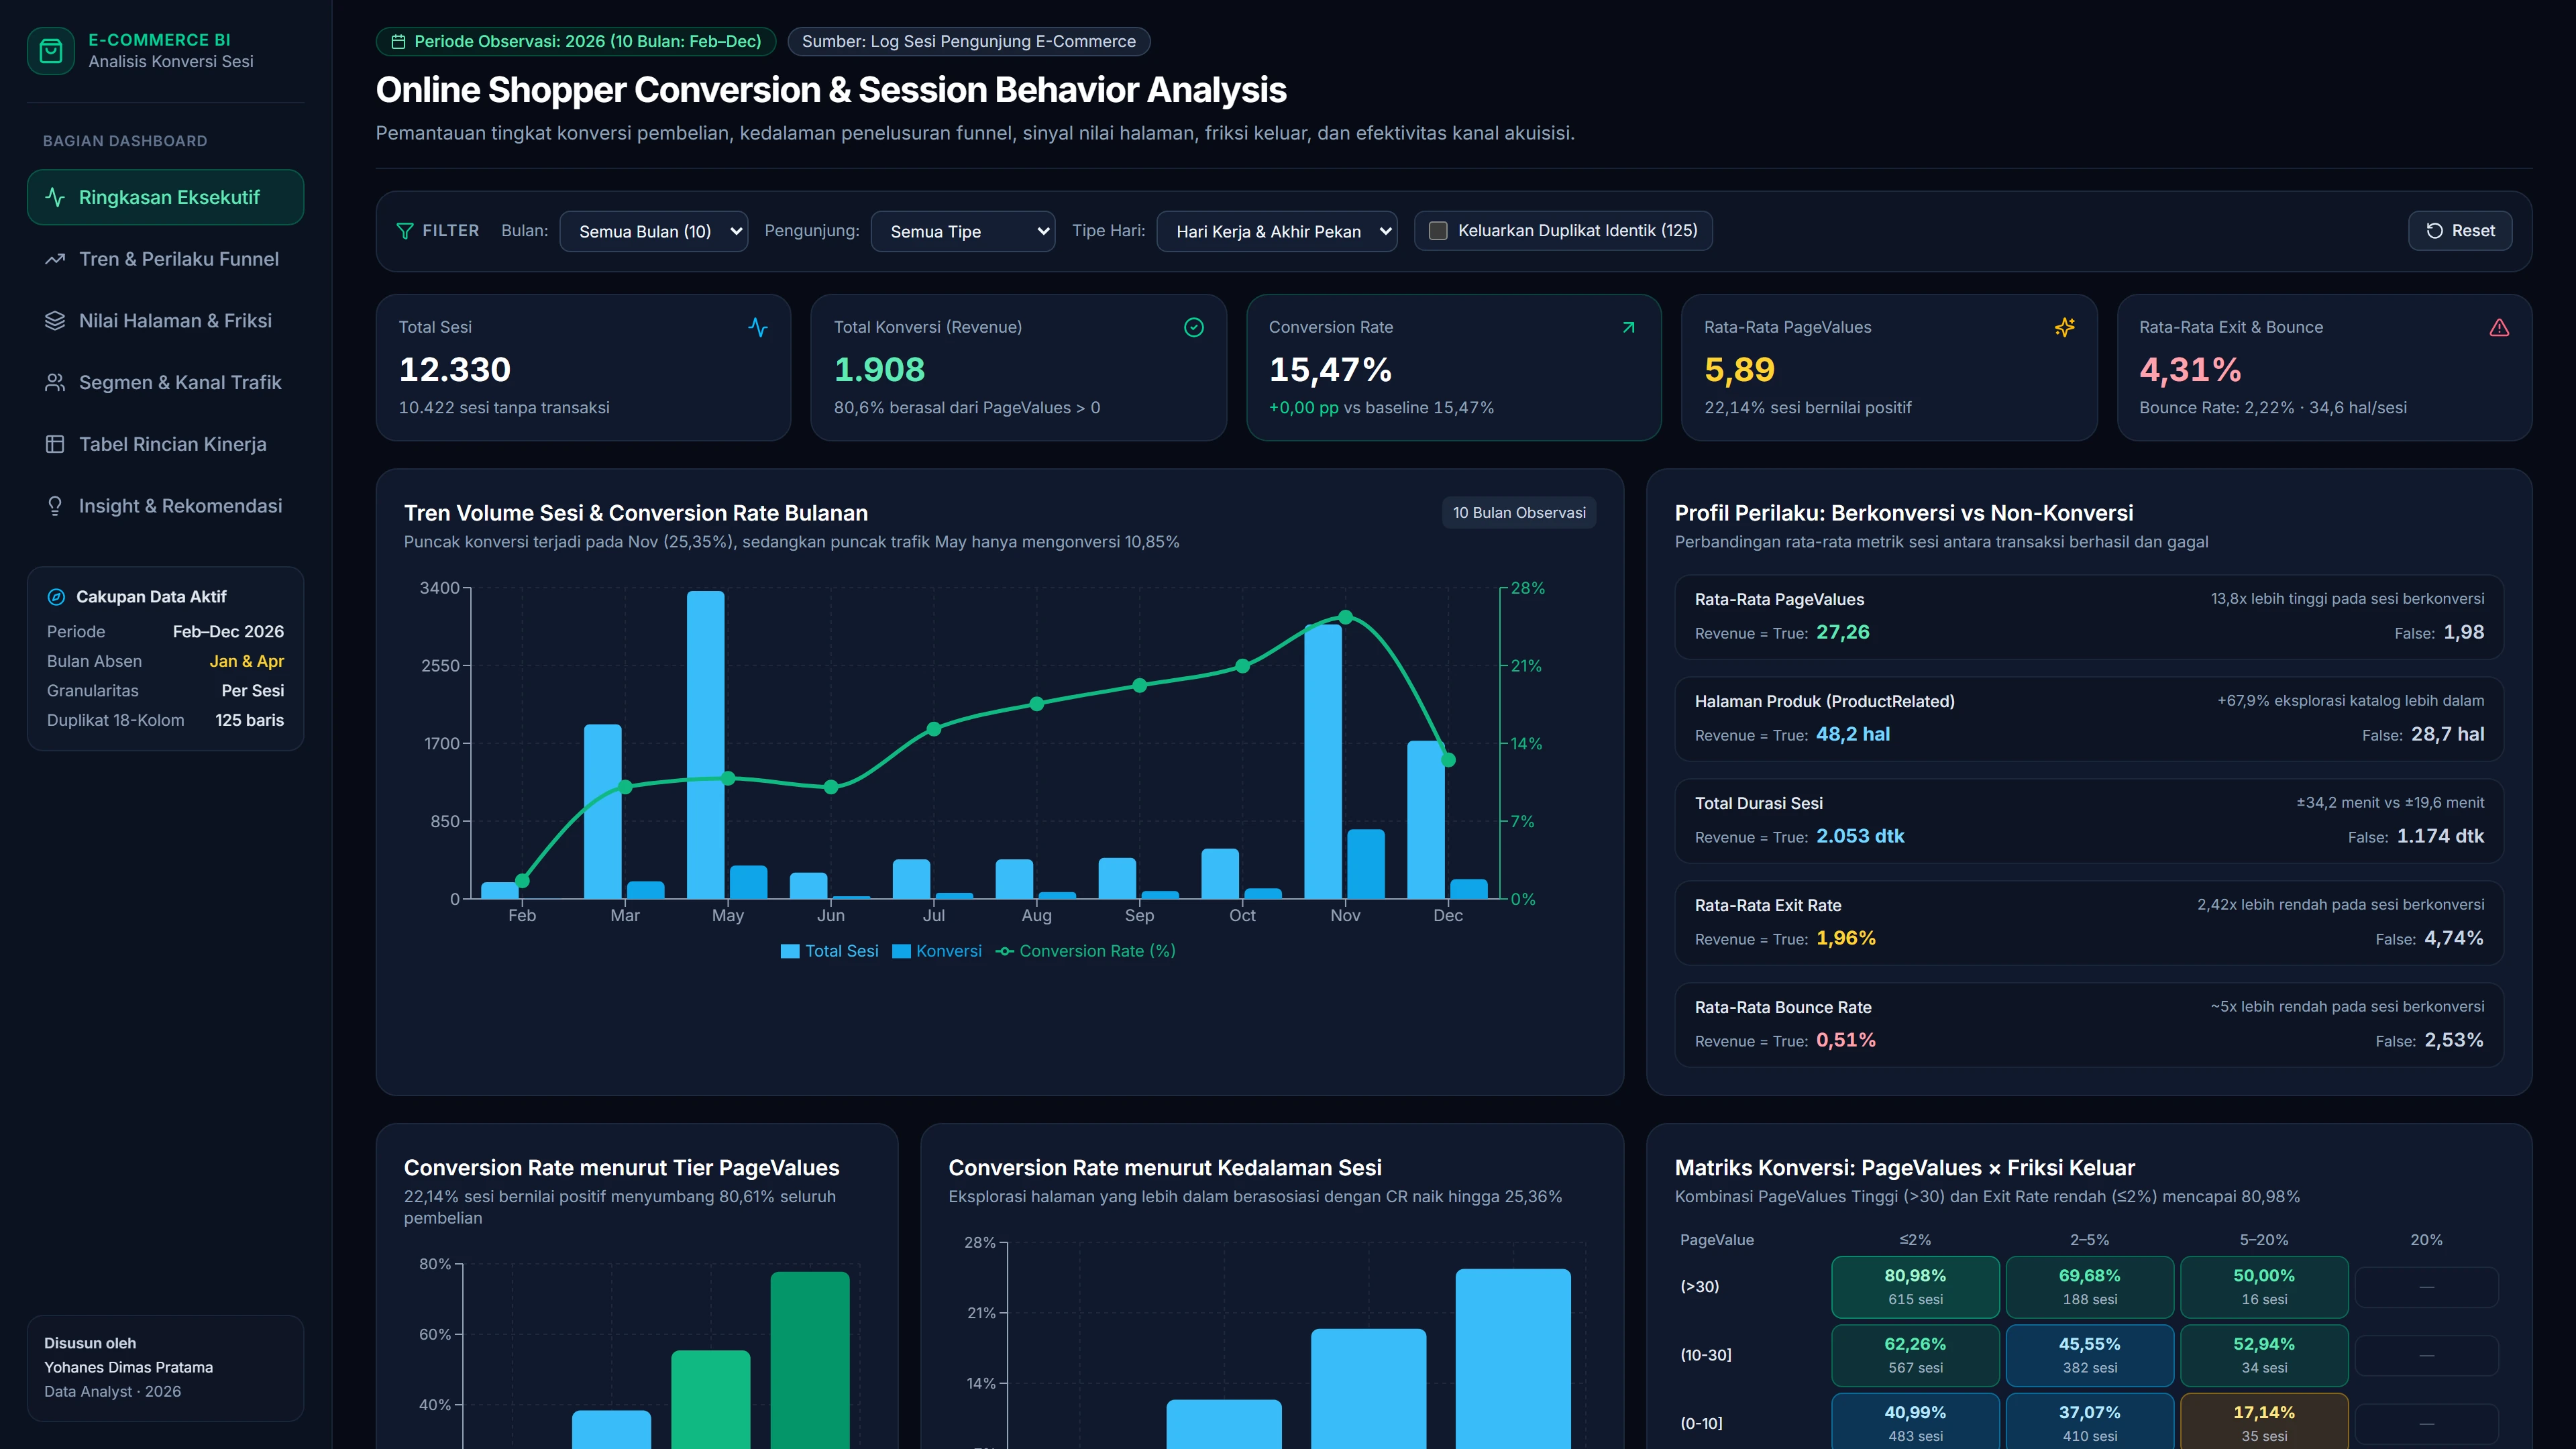 E-COMMERCE BI
Analisis Konversi Sesi
BAGIAN DASHBOARD
Ringkasan Eksekutif
Tren & Perilaku Funnel
Nilai Halaman & Friksi
Segmen & Kanal Trafik
Tabel Rincian Kinerja
Insight & Rekomendasi
Cakupan Data Aktif
Periode Feb–Dec 2026
Bulan Absen Jan & Apr
Granularitas Per Sesi
Duplikat 18-Kolom 125 baris
Disusun oleh
Yohanes Dimas Pratama
Data Analyst · 2026
Periode Observasi: 2026 (10 Bulan: Feb–Dec) Sumber: Log Sesi Pengunjung E-Commerce
Online Shopper Conversion & Session Behavior Analysis
Pemantauan tingkat konversi pembelian, kedalaman penelusuran funnel, sinyal nilai halaman, friksi keluar, dan efektivitas kanal akuisisi.
FILTER Bulan: Semua Bulan (10) Pengunjung: Semua Tipe Tipe Hari: Hari Kerja & Akhir Pekan Keluarkan Duplikat Identik (125) Reset
Total Sesi
12.330
10.422 sesi tanpa transaksi
Total Konversi (Revenue)
1.908
80,6% berasal dari PageValues > 0
Conversion Rate
15,47%
+0,00 pp vs baseline 15,47%
Rata-Rata PageValues
5,89
22,14% sesi bernilai positif
Rata-Rata Exit & Bounce
4,31%
Bounce Rate: 2,22% · 34,6 hal/sesi
Tren Volume Sesi & Conversion Rate Bulanan
10 Bulan Observasi
Puncak konversi terjadi pada Nov (25,35%), sedangkan puncak trafik May hanya mengonversi 10,85%
3400 28%
2550 21%
1700 14%
850 7%
0 0%
Feb Mar May Jun Jul Aug Sep Oct Nov Dec
Total Sesi Konversi Conversion Rate (%)
Profil Perilaku: Berkonversi vs Non-Konversi
Perbandingan rata-rata metrik sesi antara transaksi berhasil dan gagal
Rata-Rata PageValues 13,8x lebih tinggi pada sesi berkonversi
Revenue = True: 27,26 False: 1,98
Halaman Produk (ProductRelated) +67,9% eksplorasi katalog lebih dalam
Revenue = True: 48,2 hal False: 28,7 hal
Total Durasi Sesi ±34,2 menit vs ±19,6 menit
Revenue = True: 2.053 dtk False: 1.174 dtk
Rata-Rata Exit Rate 2,42x lebih rendah pada sesi berkonversi
Revenue = True: 1,96% False: 4,74%
Rata-Rata Bounce Rate ~5x lebih rendah pada sesi berkonversi
Revenue = True: 0,51% False: 2,53%
Conversion Rate menurut Tier PageValues
22,14% sesi bernilai positif menyumbang 80,61% seluruh
pembelian
80%
60%
40%
Conversion Rate menurut Kedalaman Sesi
Eksplorasi halaman yang lebih dalam berasosiasi dengan CR naik hingga 25,36%
28%
21%
14%
Matriks Konversi: PageValues × Friksi Keluar
Kombinasi PageValues Tinggi (>30) dan Exit Rate rendah (≤2%) mencapai 80,98%
PageValue ≤2% 2–5% 5–20% 20%
(>30) 80,98% 69,68% 50,00% —
615 sesi 188 sesi 16 sesi
(10-30] 62,26% 45,55% 52,94% —
567 sesi 382 sesi 34 sesi
(0-10] 40,99% 37,07% 17,14% —
483 sesi 410 sesi 35 sesi